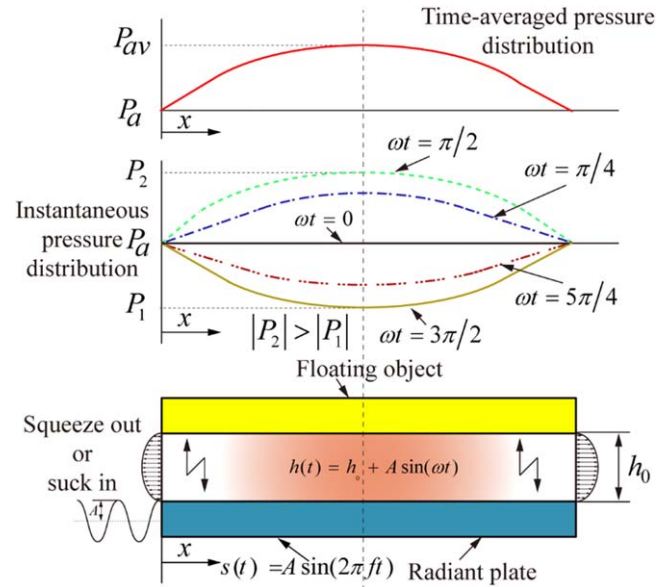 Time-averaged pressure
distribution
P_av
P_a
x
P_2
ωt = π/2
ωt = π/4
ωt = 0
Instantaneous
pressure
distribution
P_a
P_1
x
|P_2| > |P_1|
ωt = 3π/2
ωt = 5π/4
Floating object
Squeeze out
or
suck in
h(t) = h_0 + A sin(ωt)
h_0
A
x
s(t) = A sin(2π ft)
Radiant plate